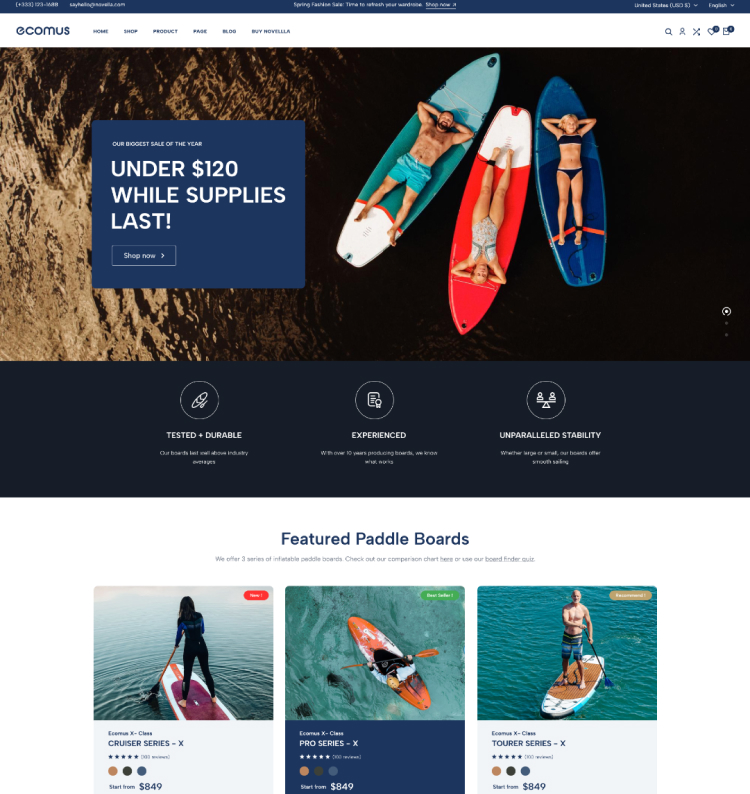 (+333) 123-4688 sayhello@novella.com Spring Fashion Sale: Time to refresh your wardrobe. Shop now United States (USD $) English
ecomus HOME SHOP PRODUCT PAGE BLOG BUY NOVELLLA 0 0
OUR BIGGEST SALE OF THE YEAR
UNDER $120
WHILE SUPPLIES
LAST!
Shop now
TESTED + DURABLE
Our boards last well above industry
averages
EXPERIENCED
With over 10 years producing boards, we know
what works
UNPARALLELED STABILITY
Whether large or small, our boards offer
smooth sailing
Featured Paddle Boards
We offer 3 series of inflatable paddle boards. Check out our comparison chart here or use our board finder quiz.
New !
Ecomus X- Class
CRUISER SERIES - X
(100 reviews)
Start from $849
Best Seller !
Ecomus X- Class
PRO SERIES - X
(100 reviews)
Start from $849
Recommend !
Ecomus X- Class
TOURER SERIES - X
(100 reviews)
Start from $849